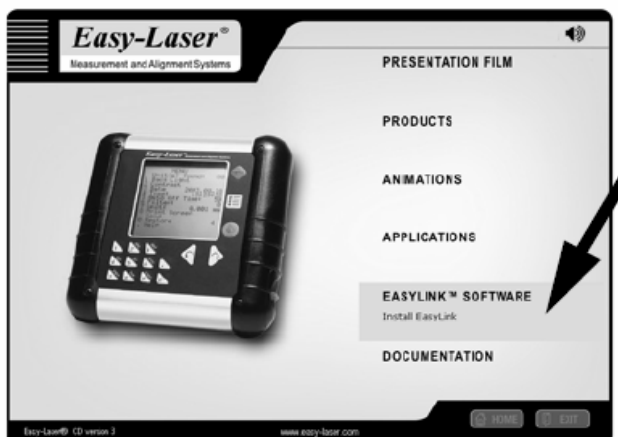 Easy-Laser®
Measurement and Alignment Systems
PRESENTATION FILM
PRODUCTS
ANIMATIONS
APPLICATIONS
EASYLINK™ SOFTWARE
Install EasyLink
DOCUMENTATION
HOME
EXIT
Easy-Laser® CD version 3
www.easy-laser.com